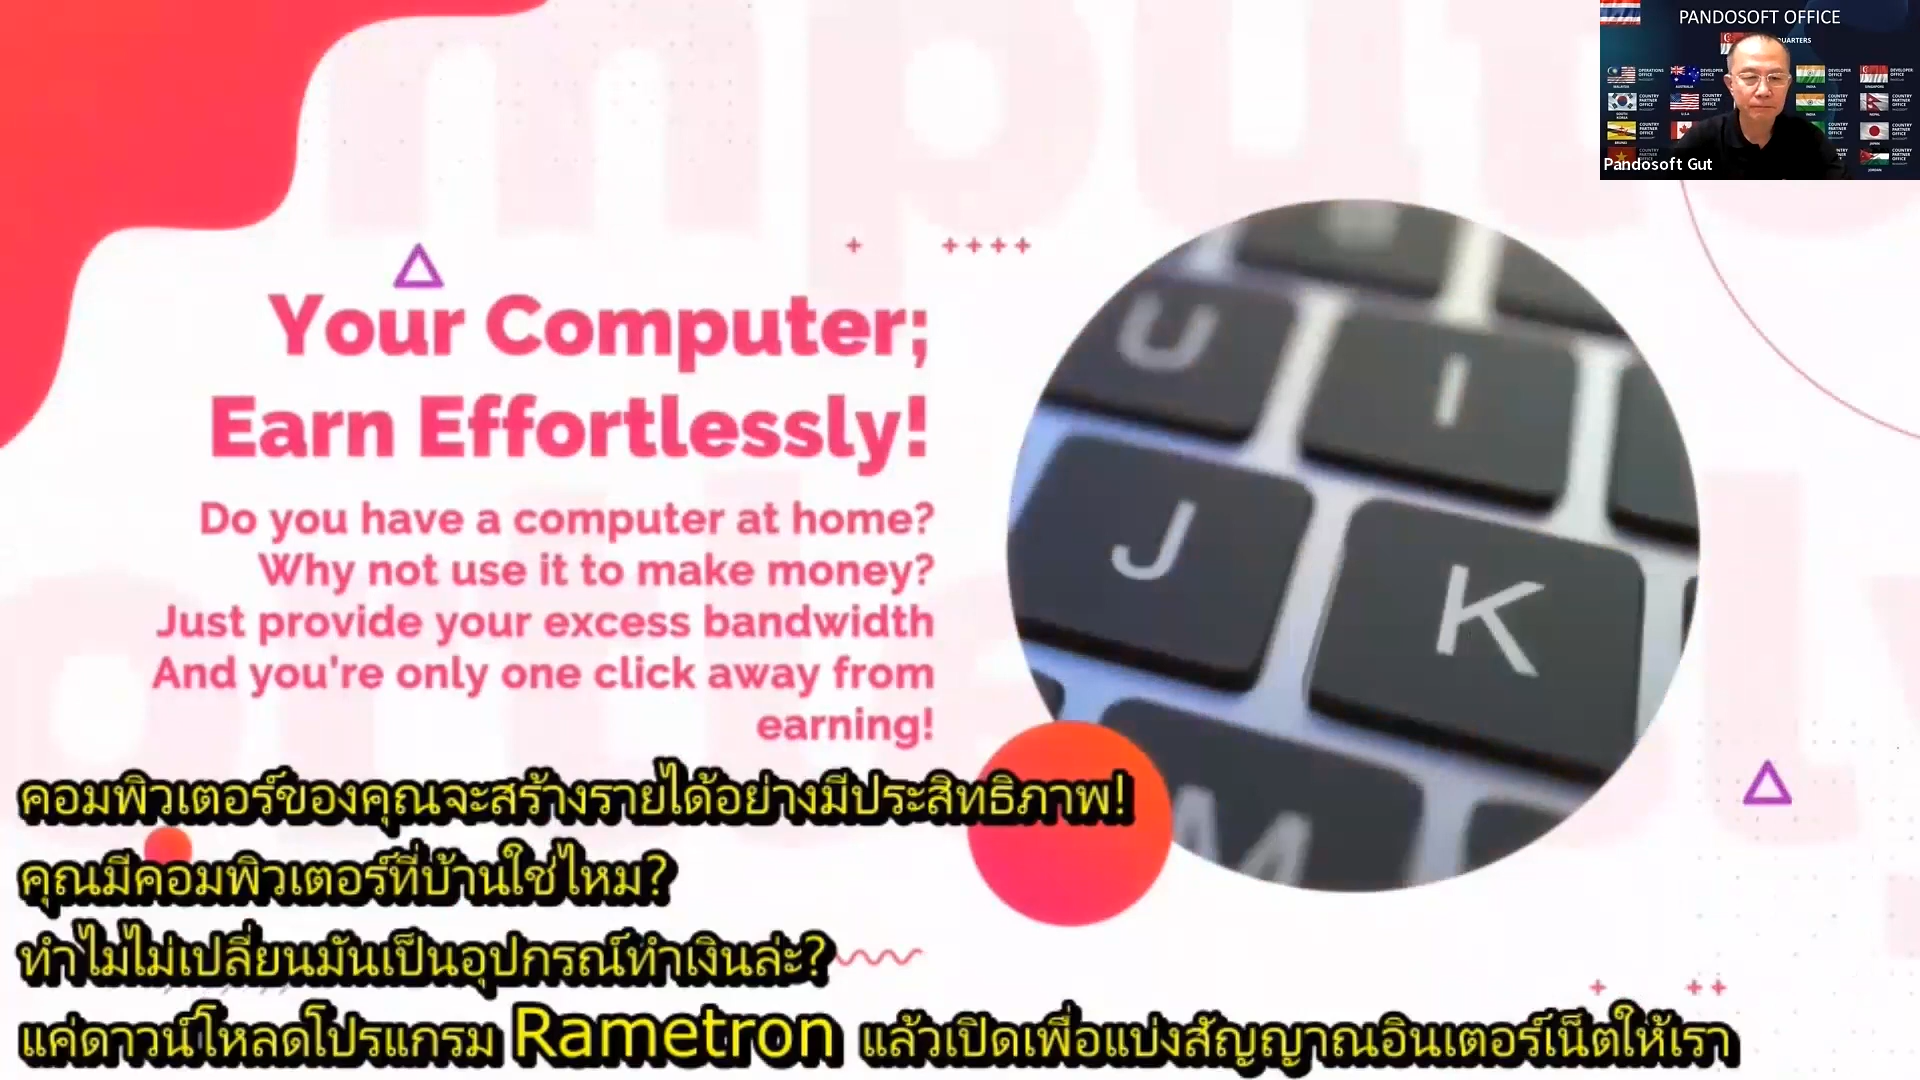 PANDOSOFT OFFICE
Pandosoft Gut
Your Computer;
Earn Effortlessly!
Do you have a computer at home?
Why not use it to make money?
Just provide your excess bandwidth
And you're only one click away from
earning!
U
I
J
K
M
คอมพิวเตอร์ของคุณจะสร้างรายได้อย่างมีประสิทธิภาพ!
คุณมีคอมพิวเตอร์ที่บ้านใช่ไหม?
ทำไมไม่เปลี่ยนมันเป็นอุปกรณ์ทำเงินล่ะ?
แค่ดาวน์โหลดโปรแกรม Rametron แล้วเปิดเพื่อแบ่งสัญญาณอินเตอร์เน็ตให้เรา